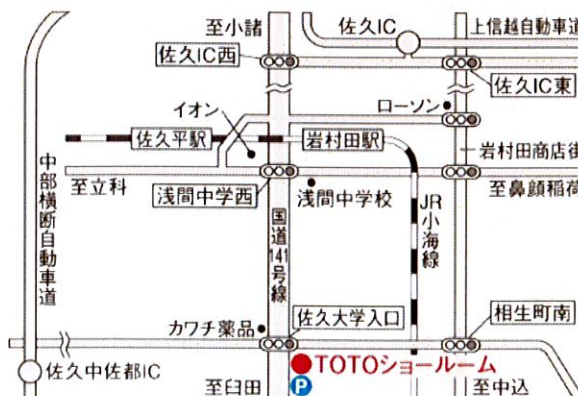 至小諸
佐久IC
上信越自動車道
佐久IC西
佐久IC東
ローソン
イオン
佐久平駅
岩村田駅
岩村田商店街
至立科
浅間中学西
浅間中学校
至鼻顔稲荷
中部横断自動車道
国道141号線
JR小海線
カワチ薬品
佐久大学入口
相生町南
佐久中佐都IC
TOTOショールーム
至臼田
P
至中込